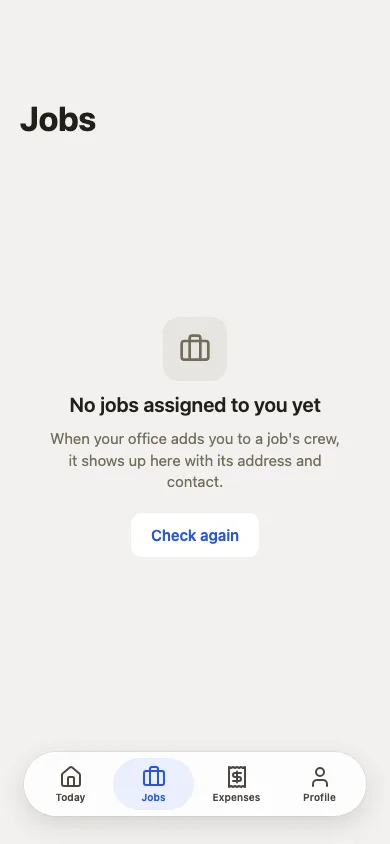 Jobs
No jobs assigned to you yet
When your office adds you to a job's crew,
it shows up here with its address and
contact.
Check again
Today
Jobs
Expenses
Profile